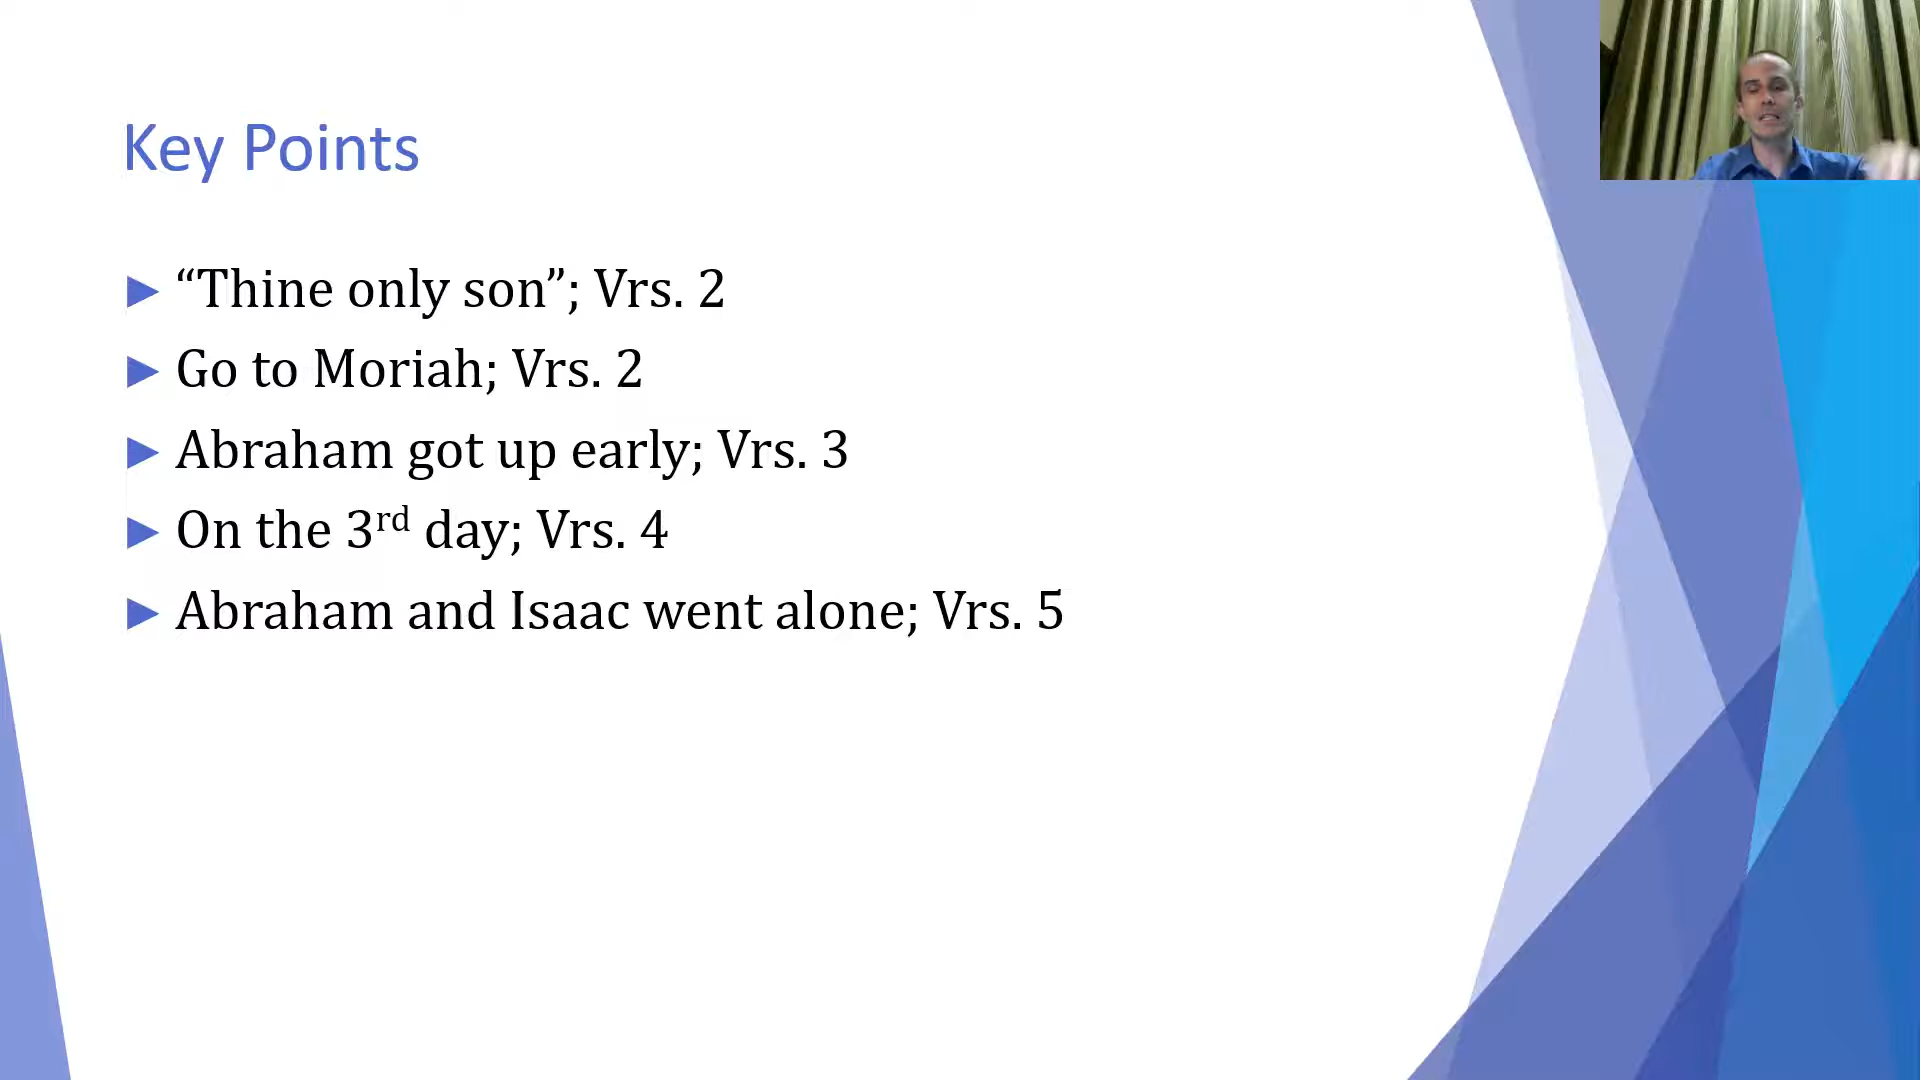 Key Points
“Thine only son”; Vrs. 2
Go to Moriah; Vrs. 2
Abraham got up early; Vrs. 3
On the 3rd day; Vrs. 4
Abraham and Isaac went alone; Vrs. 5